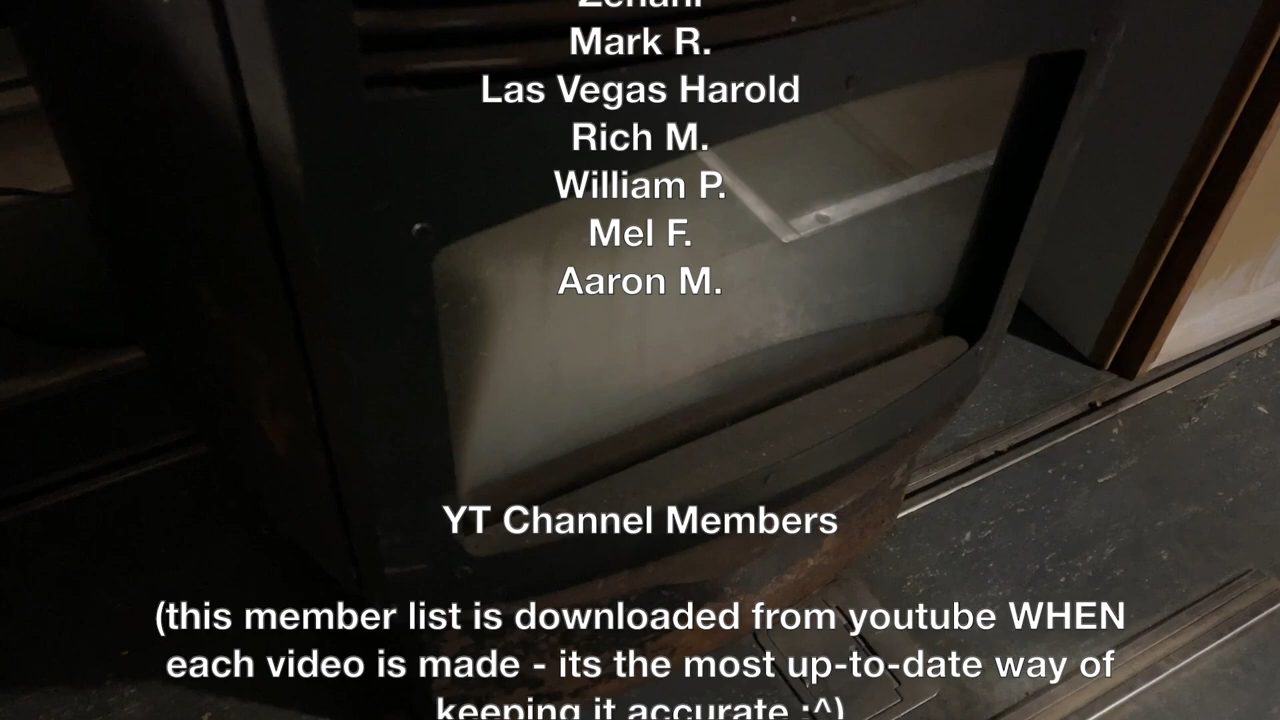 Mark R.
Las Vegas Harold
Rich M.
William P.
Mel F.
Aaron M.
YT Channel Members
(this member list is downloaded from youtube WHEN
each video is made - its the most up-to-date way of
keeping it accurate :^)